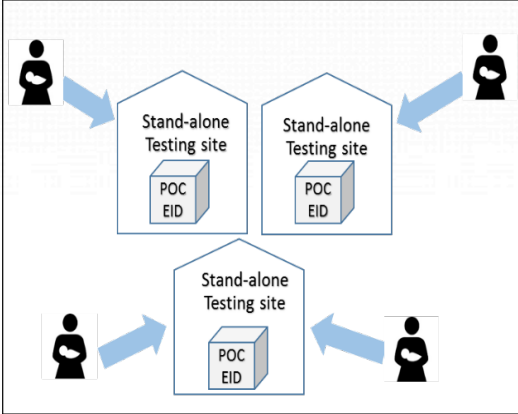 Stand-alone
Testing site
POC
EID
Stand-alone
Testing site
POC
EID
Stand-alone
Testing site
POC
EID